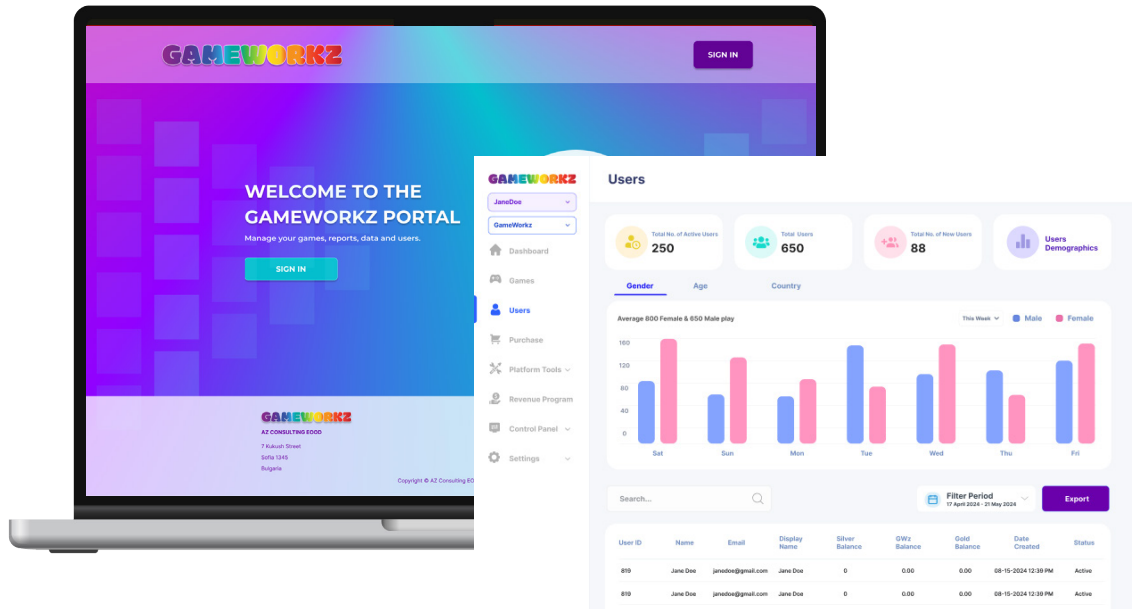 GAMEWORKZ
SIGN IN
WELCOME TO THE
GAMEWORKZ PORTAL
Manage your games, reports, data and users.
SIGN IN
GAMEWORKZ
AZ CONSULTING EOOD
7 Kukush Street
Sofia 1345
Bulgaria
Copyright © AZ Consulting EO
GAMEWORKZ
JaneDoe
GameWorkz
Dashboard
Games
Users
Purchase
Platform Tools
Revenue Program
Control Panel
Settings
Users
Total No. of Active Users
250
Total Users
650
Total No. of New Users
88
Users
Demographics
Gender Age Country
Average 800 Female & 650 Male play
This Week Male Female
160
120
80
40
0
Sat Sun Mon Tue Wed Thu Fri
Search...
Filter Period
17 April 2024 - 21 May 2024
Export
User ID Name Email Display Name Silver Balance GWz Balance Gold Balance Date Created Status
819 Jane Doe janedoe@gmail.com Jane Doe 0 0.00 0.00 08-15-2024 12:39 PM Active
819 Jane Doe janedoe@gmail.com Jane Doe 0 0.00 0.00 08-15-2024 12:39 PM Active